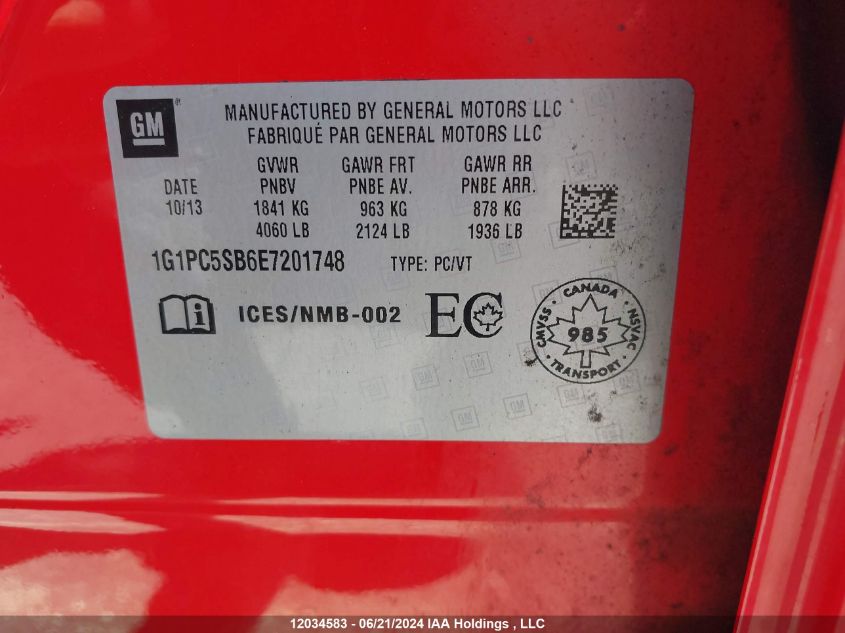 GM ®
MANUFACTURED BY GENERAL MOTORS LLC
FABRIQUÉ PAR GENERAL MOTORS LLC
GVWR GAWR FRT GAWR RR
DATE PNBV PNBE AV. PNBE ARR.
10/13 1841 KG 963 KG 878 KG
4060 LB 2124 LB 1936 LB
1G1PC5SB6E7201748 TYPE: PC/VT
i ICES/NMB-002 EC
CANADA
CMVSS 985 NSVAC
TRANSPORT
12034583 - 06/21/2024 IAA Holdings , LLC